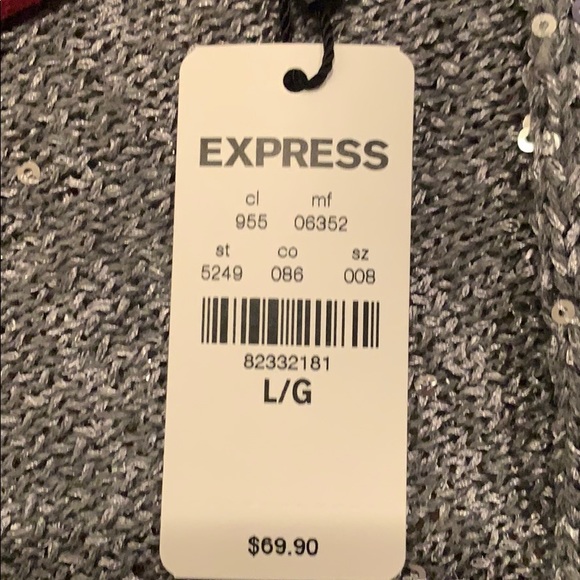 EXPRESS
cl mf
955 06352
st co sz
5249 086 008
82332181
L/G
$69.90